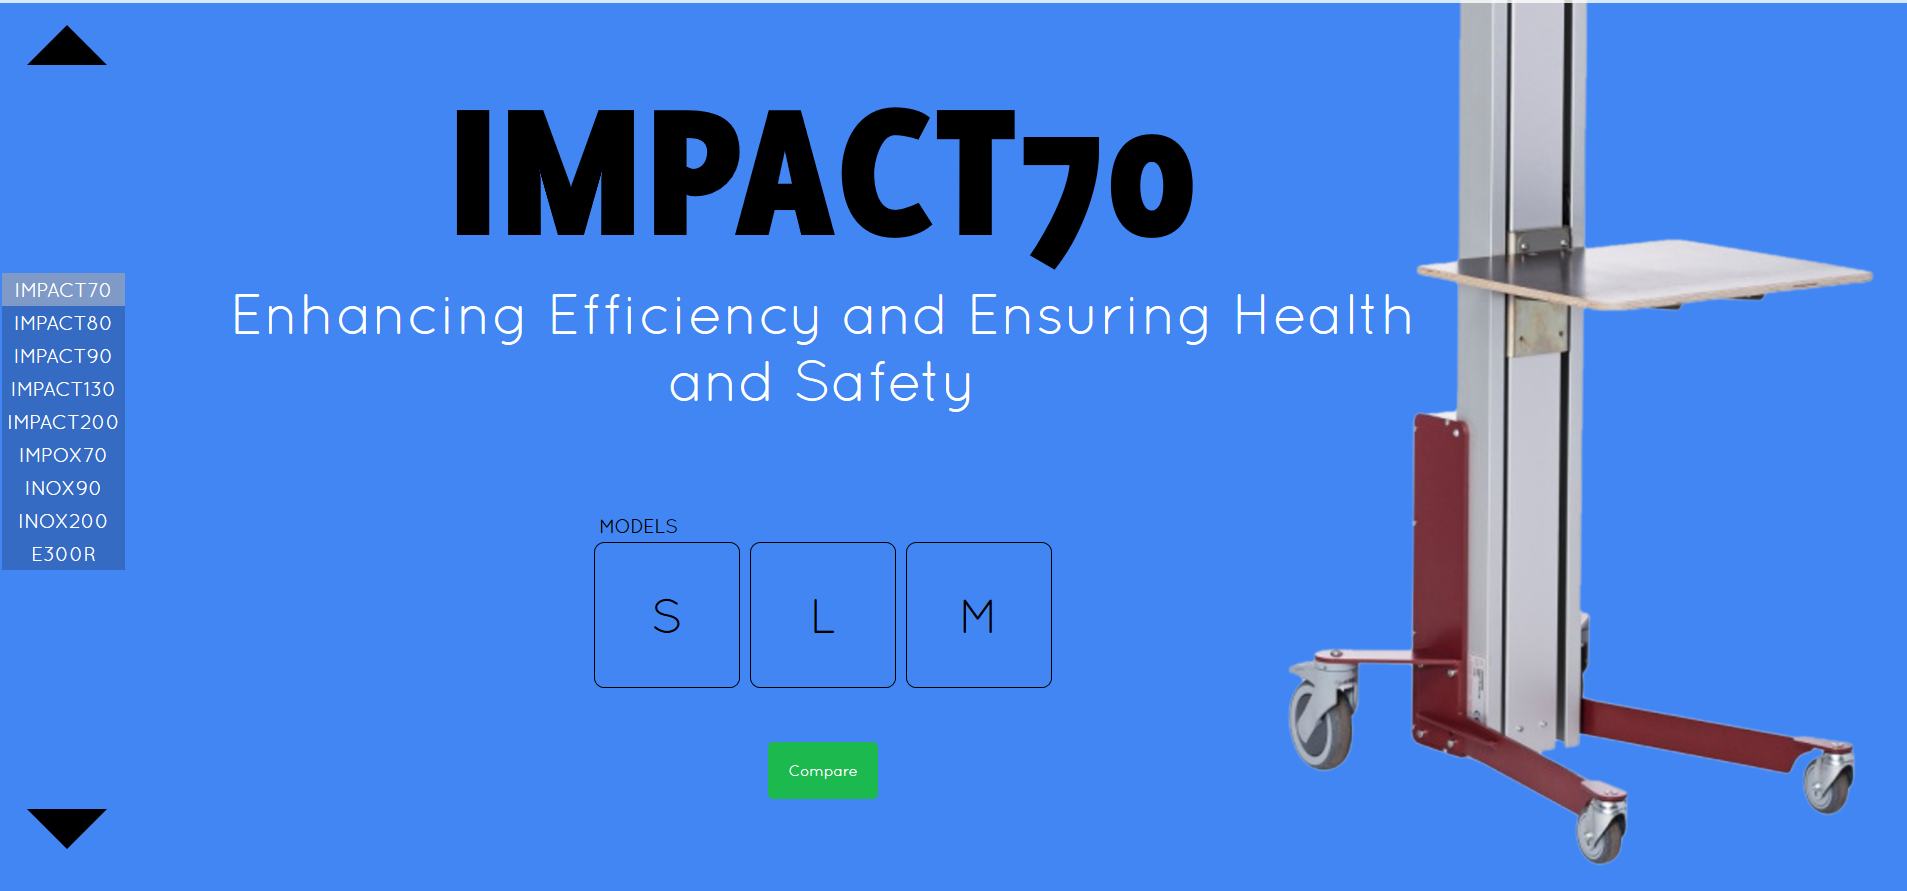 IMPACT70
Enhancing Efficiency and Ensuring Health
and Safety
IMPACT70
IMPACT80
IMPACT90
IMPACT130
IMPACT200
IMPOX70
INOX90
INOX200
E300R
MODELS
S
L
M
Compare